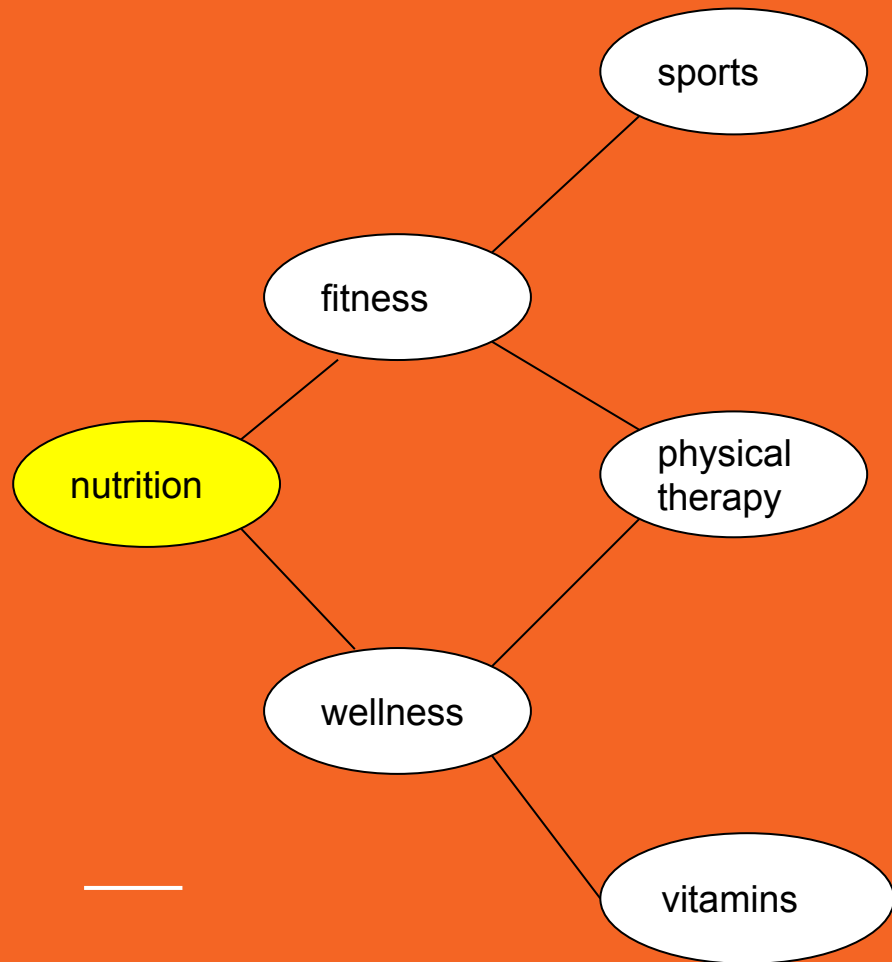 sports
fitness
nutrition
physical
therapy
wellness
vitamins